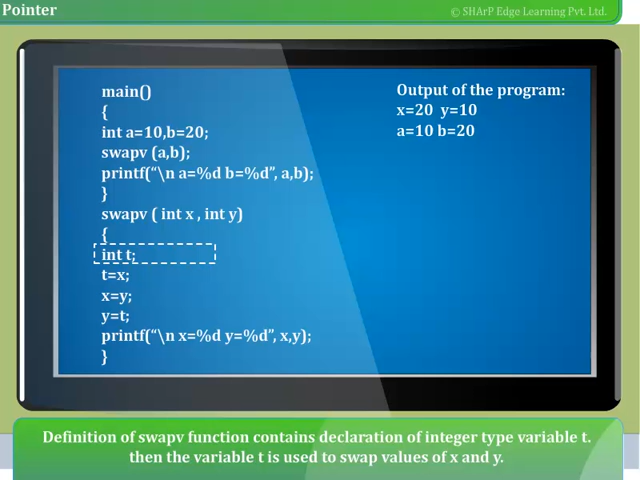 Pointer
© SHArP Edge Learning Pvt. Ltd.
main()
{
int a=10,b=20;
swapv (a,b);
printf(“\n a=%d b=%d”, a,b);
}
swapv ( int x , int y)
{
int t;
t=x;
x=y;
y=t;
printf(“\n x=%d y=%d”, x,y);
}
Output of the program:
x=20 y=10
a=10 b=20
Definition of swapv function contains declaration of integer type variable t.
then the variable t is used to swap values of x and y.